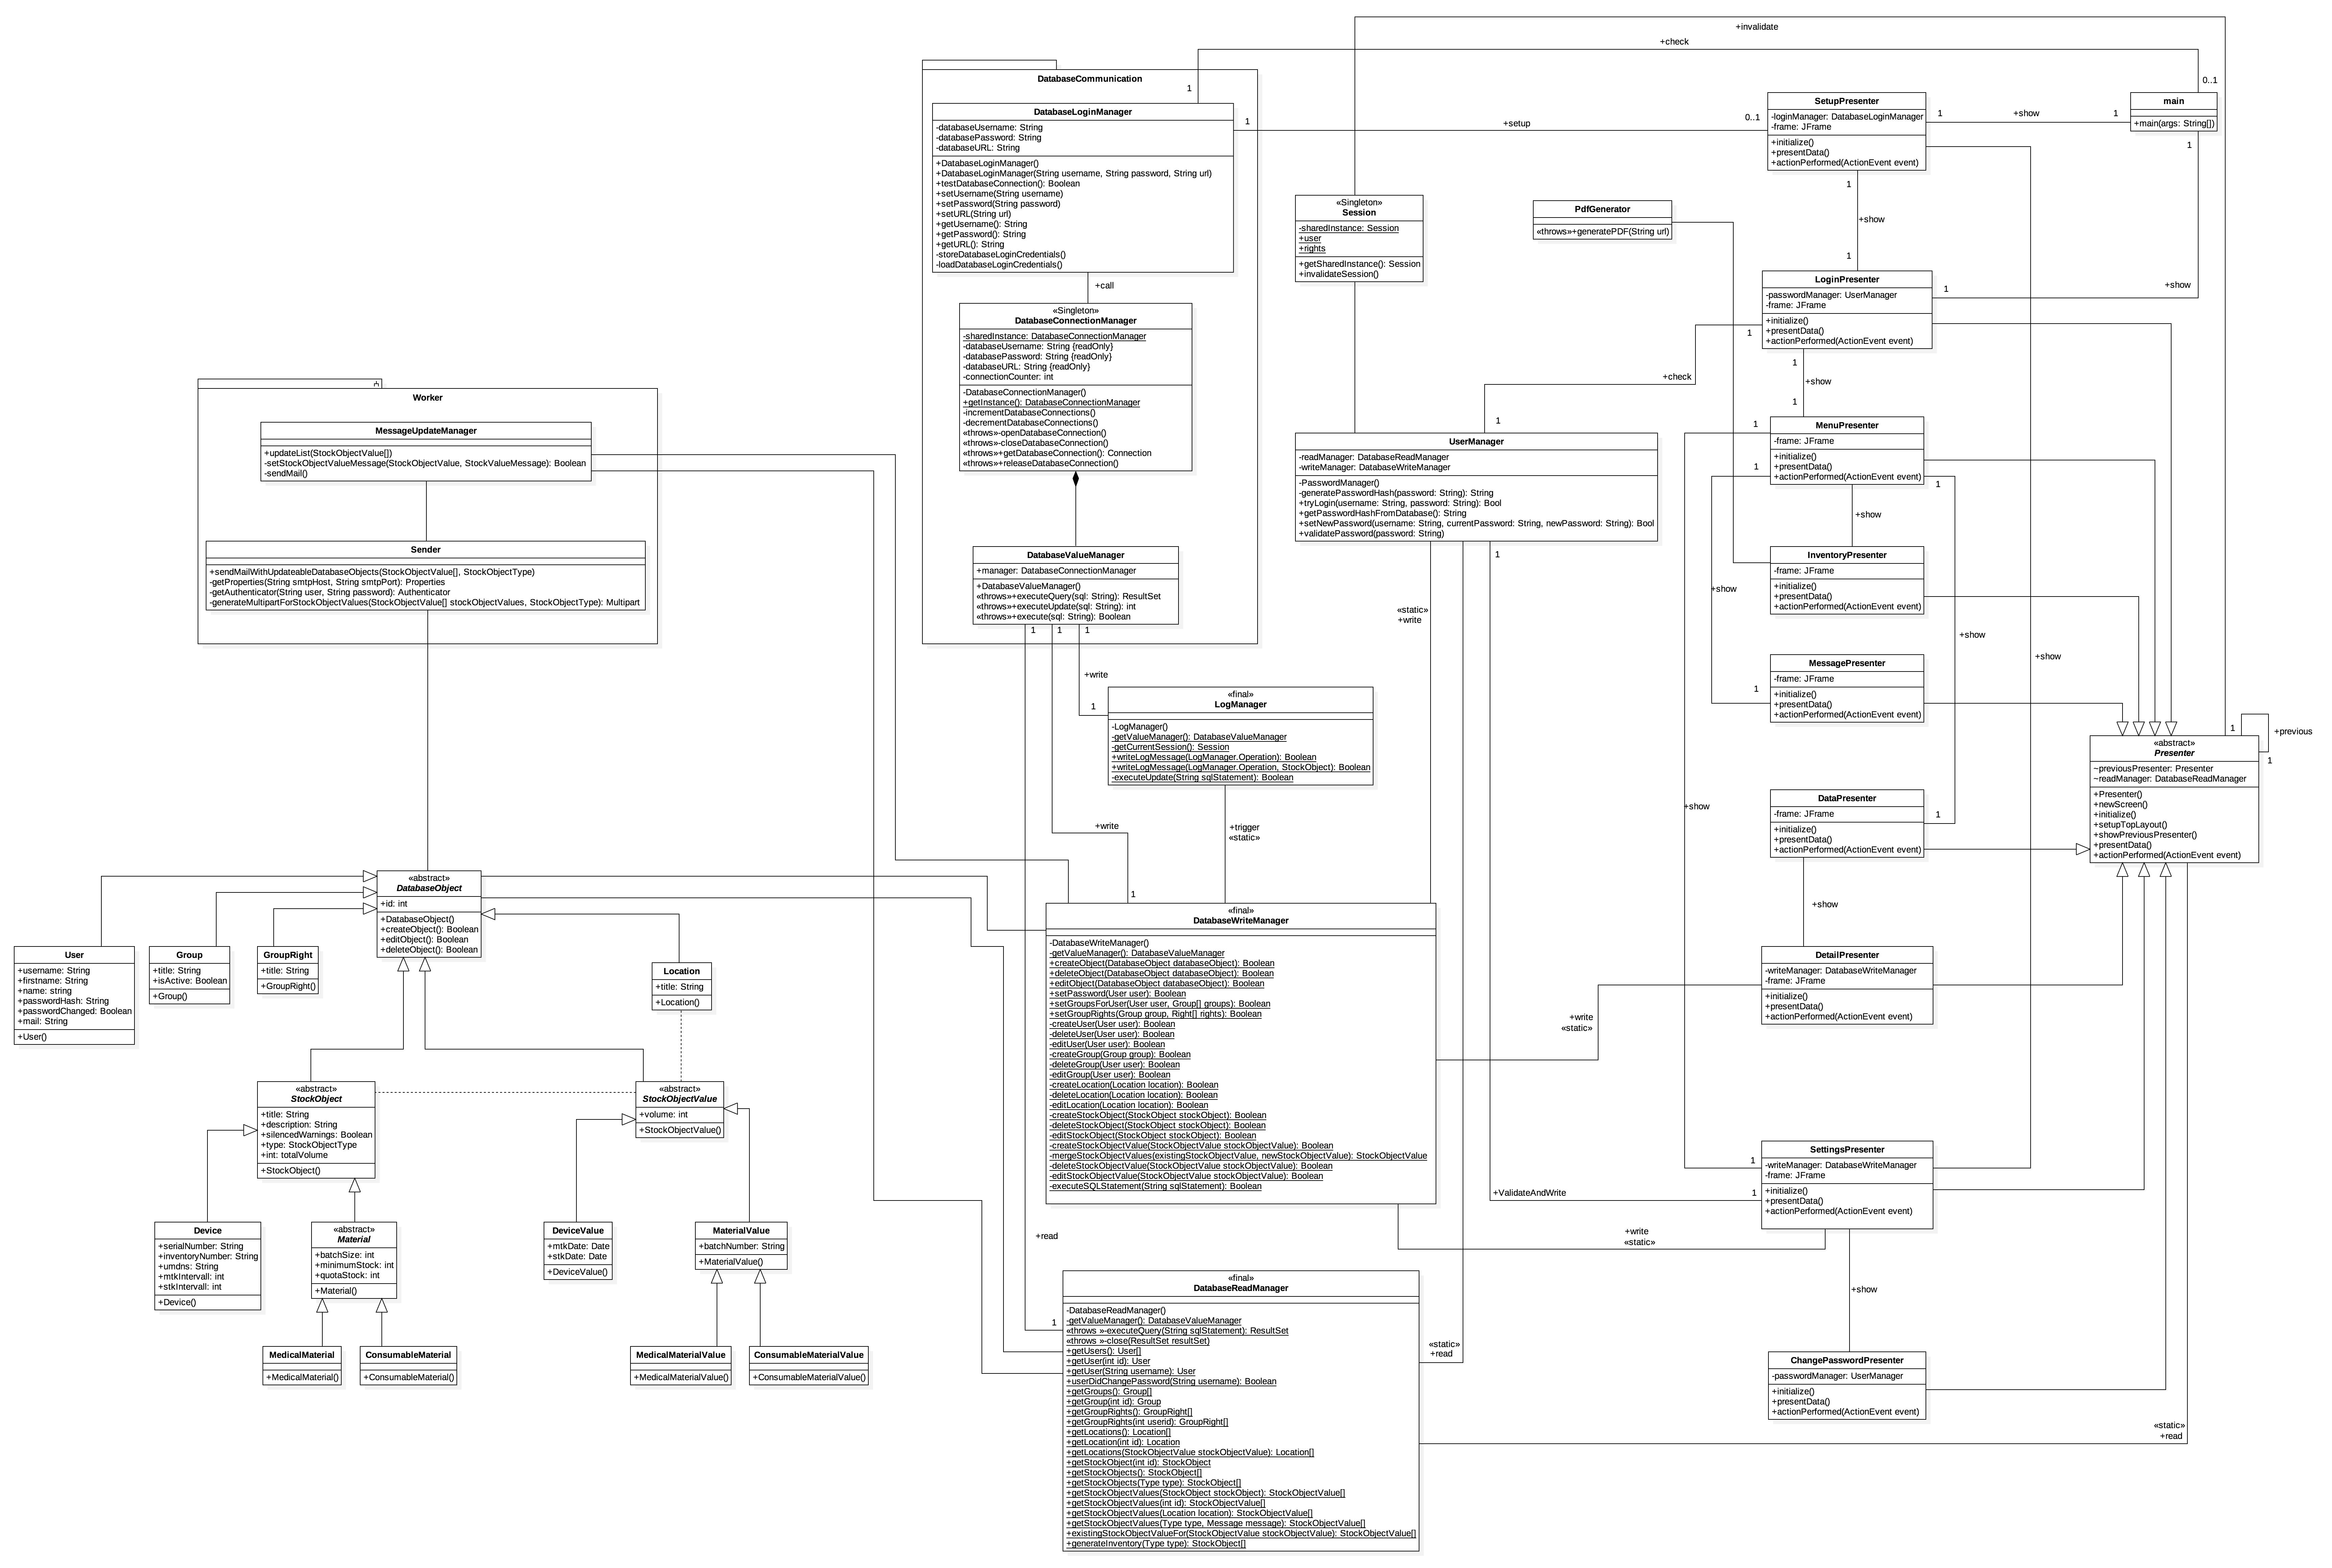 +invalidate
+check
0..1
1
DatabaseCommunication
DatabaseLoginManager
-databaseUsername: String
-databasePassword: String
-databaseURL: String
+DatabaseLoginManager()
+DatabaseLoginManager(String username, String password, String url)
+testDatabaseConnection(): Boolean
+setUsername(String username)
+setPassword(String password)
+setURL(String url)
+getUsername(): String
+getPassword(): String
+getURL(): String
-storeDatabaseLoginCredentials()
-loadDatabaseLoginCredentials()
1
+setup
0..1
SetupPresenter
-loginManager: DatabaseLoginManager
-frame: JFrame
+initialize()
+presentData()
+actionPerformed(ActionEvent event)
1
+show
1
main
+main(args: String[])
1
1
+show
1
«Singleton»
Session
-sharedInstance: Session
+user
+rights
+getSharedInstance(): Session
+invalidateSession()
PdfGenerator
«throws»+generatePDF(String url)
LoginPresenter
-passwordManager: UserManager
-frame: JFrame
+initialize()
+presentData()
+actionPerformed(ActionEvent event)
1
+show
+call
«Singleton»
DatabaseConnectionManager
-sharedInstance: DatabaseConnectionManager
-databaseUsername: String {readOnly}
-databasePassword: String {readOnly}
-databaseURL: String {readOnly}
-connectionCounter: int
-DatabaseConnectionManager()
+getInstance(): DatabaseConnectionManager
-incrementDatabaseConnections()
-decrementDatabaseConnections()
«throws»-openDatabaseConnection()
«throws»-closeDatabaseConnection()
«throws»+getDatabaseConnection(): Connection
«throws»+releaseDatabaseConnection()
1
+check
1
1
+show
1
Worker
MessageUpdateManager
+updateList(StockObjectValue[])
-setStockObjectValueMessage(StockObjectValue, StockValueMessage): Boolean
-sendMail()
Sender
+sendMailWithUpdateableDatabaseObjects(StockObjectValue[], StockObjectType)
-getProperties(String smtpHost, String smtpPort): Properties
-getAuthenticator(String user, String password): Authenticator
-generateMultipartForStockObjectValues(StockObjectValue[] stockObjectValues, StockObjectType): Multipart
UserManager
-readManager: DatabaseReadManager
-writeManager: DatabaseWriteManager
-PasswordManager()
-generatePasswordHash(password: String): String
+tryLogin(username: String, password: String): Bool
+getPasswordHashFromDatabase(): String
+setNewPassword(username: String, currentPassword: String, newPassword: String): Bool
+validatePassword(password: String)
1
1
1
MenuPresenter
-frame: JFrame
+initialize()
+presentData()
+actionPerformed(ActionEvent event)
1
+show
DatabaseValueManager
+manager: DatabaseConnectionManager
+DatabaseValueManager()
«throws»+executeQuery(sql: String): ResultSet
«throws»+executeUpdate(sql: String): int
«throws»+execute(sql: String): Boolean
1
1
1
InventoryPresenter
-frame: JFrame
+initialize()
+presentData()
+actionPerformed(ActionEvent event)
+show
«static»
+write
+show
+show
MessagePresenter
-frame: JFrame
+initialize()
+presentData()
+actionPerformed(ActionEvent event)
1
+write
1
«final»
LogManager
-LogManager()
-getValueManager(): DatabaseValueManager
-getCurrentSession(): Session
+writeLogMessage(LogManager.Operation): Boolean
+writeLogMessage(LogManager.Operation, StockObject): Boolean
-executeUpdate(String sqlStatement): Boolean
1
+previous
1
«abstract»
Presenter
~previousPresenter: Presenter
~readManager: DatabaseReadManager
+Presenter()
+newScreen()
+initialize()
+setupTopLayout()
+showPreviousPresenter()
+presentData()
+actionPerformed(ActionEvent event)
DataPresenter
-frame: JFrame
+initialize()
+presentData()
+actionPerformed(ActionEvent event)
1
+show
+write
+trigger
«static»
1
+show
«abstract»
DatabaseObject
+id: int
+DatabaseObject()
+createObject(): Boolean
+editObject(): Boolean
+deleteObject(): Boolean
User
+username: String
+firstname: String
+name: string
+passwordHash: String
+passwordChanged: Boolean
+mail: String
+User()
Group
+title: String
+isActive: Boolean
+Group()
GroupRight
+title: String
+GroupRight()
Location
+title: String
+Location()
«final»
DatabaseWriteManager
-DatabaseWriteManager()
-getValueManager(): DatabaseValueManager
+createObject(DatabaseObject databaseObject): Boolean
+deleteObject(DatabaseObject databaseObject): Boolean
+editObject(DatabaseObject databaseObject): Boolean
+setPassword(User user): Boolean
+setGroupsForUser(User user, Group[] groups): Boolean
+setGroupRights(Group group, Right[] rights): Boolean
-createUser(User user): Boolean
-deleteUser(User user): Boolean
-editUser(User user): Boolean
-createGroup(Group group): Boolean
-deleteGroup(User user): Boolean
-editGroup(User user): Boolean
-createLocation(Location location): Boolean
-deleteLocation(Location location): Boolean
-editLocation(Location location): Boolean
-createStockObject(StockObject stockObject): Boolean
-deleteStockObject(StockObject stockObject): Boolean
-editStockObject(StockObject stockObject): Boolean
-createStockObjectValue(StockObjectValue stockObjectValue): Boolean
-mergeStockObjectValues(existingStockObjectValue, newStockObjectValue): StockObjectValue
-deleteStockObjectValue(StockObjectValue stockObjectValue): Boolean
-editStockObjectValue(StockObjectValue stockObjectValue): Boolean
-executeSQLStatement(String sqlStatement): Boolean
DetailPresenter
-writeManager: DatabaseWriteManager
-frame: JFrame
+initialize()
+presentData()
+actionPerformed(ActionEvent event)
+write
«static»
«abstract»
StockObject
+title: String
+description: String
+silencedWarnings: Boolean
+type: StockObjectType
+int: totalVolume
+StockObject()
«abstract»
StockObjectValue
+volume: int
+StockObjectValue()
1
SettingsPresenter
-writeManager: DatabaseWriteManager
-frame: JFrame
+initialize()
+presentData()
+actionPerformed(ActionEvent event)
+ValidateAndWrite
1
+write
«static»
Device
+serialNumber: String
+inventoryNumber: String
+umdns: String
+mtkIntervall: int
+stkIntervall: int
+Device()
«abstract»
Material
+batchSize: int
+minimumStock: int
+quotaStock: int
+Material()
DeviceValue
+mtkDate: Date
+stkDate: Date
+DeviceValue()
MaterialValue
+batchNumber: String
+MaterialValue()
+read
1
+show
MedicalMaterial
+MedicalMaterial()
ConsumableMaterial
+ConsumableMaterial()
MedicalMaterialValue
+MedicalMaterialValue()
ConsumableMaterialValue
+ConsumableMaterialValue()
«final»
DatabaseReadManager
-DatabaseReadManager()
-getValueManager(): DatabaseValueManager
«throws »-executeQuery(String sqlStatement): ResultSet
«throws »-close(ResultSet resultSet)
+getUsers(): User[]
+getUser(int id): User
+getUser(String username): User
+userDidChangePassword(String username): Boolean
+getGroups(): Group[]
+getGroup(int id): Group
+getGroupRights(): GroupRight[]
+getGroupRights(int userid): GroupRight[]
+getLocations(): Location[]
+getLocation(int id): Location
+getLocations(StockObjectValue stockObjectValue): Location[]
+getStockObject(int id): StockObject
+getStockObjects(): StockObject[]
+getStockObjects(Type type): StockObject[]
+getStockObjectValues(StockObject stockObject): StockObjectValue[]
+getStockObjectValues(int id): StockObjectValue[]
+getStockObjectValues(Location location): StockObjectValue[]
+getStockObjectValues(Type type, Message message): StockObjectValue[]
+existingStockObjectValueFor(StockObjectValue stockObjectValue): StockObjectValue[]
+generateInventory(Type type): StockObject[]
«static»
+read
ChangePasswordPresenter
-passwordManager: UserManager
+initialize()
+presentData()
+actionPerformed(ActionEvent event)
«static»
+read